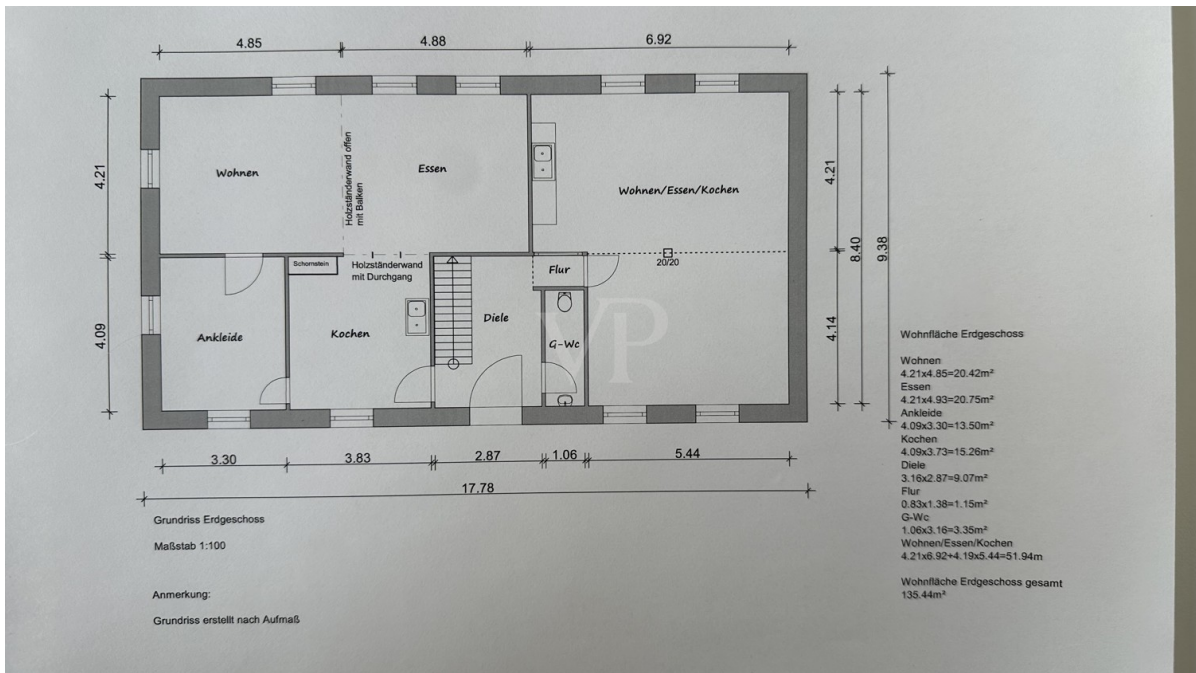 4.85
4.88
6.92
4.21
4.09
Wohnen
Holzständerwand offen
mit Balken
Essen
Wohnen/Essen/Kochen
20/20
Schornstein
Holzständerwand
mit Durchgang
Flur
Ankleide
Kochen
Diele
G-Wc
VP
4.21
4.14
8.40
9.38
3.30
3.83
2.87
1.06
5.44
17.78
Grundriss Erdgeschoss
Maßstab 1:100
Anmerkung:
Grundriss erstellt nach Aufmaß
Wohnfläche Erdgeschoss
Wohnen
4.21x4.85=20.42m²
Essen
4.21x4.93=20.75m²
Ankleide
4.09x3.30=13.50m²
Kochen
4.09x3.73=15.26m²
Diele
3.16x2.87=9.07m²
Flur
0.83x1.38=1.15m²
G-Wc
1.06x3.16=3.35m²
Wohnen/Essen/Kochen
4.21x6.92+4.19x5.44=51.94m
Wohnfläche Erdgeschoss gesamt
135.44m²